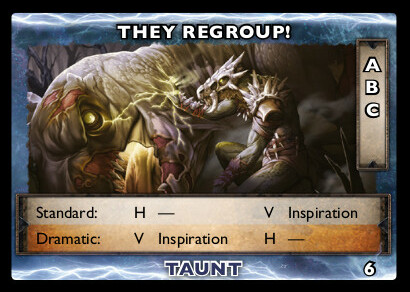 THEY REGROUP!
A
B
C
Standard: H — V Inspiration
Dramatic: V Inspiration H —
TAUNT 6